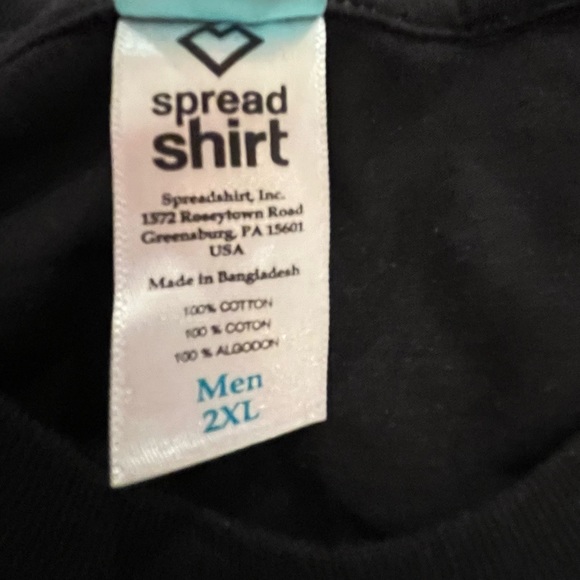 spread
shirt
Spreadshirt, Inc.
1572 Roseytown Road
Greensburg, PA 15601
USA
Made in Bangladesh
100% COTTON
100 % COTON
100 % ALGODON
Men
2XL